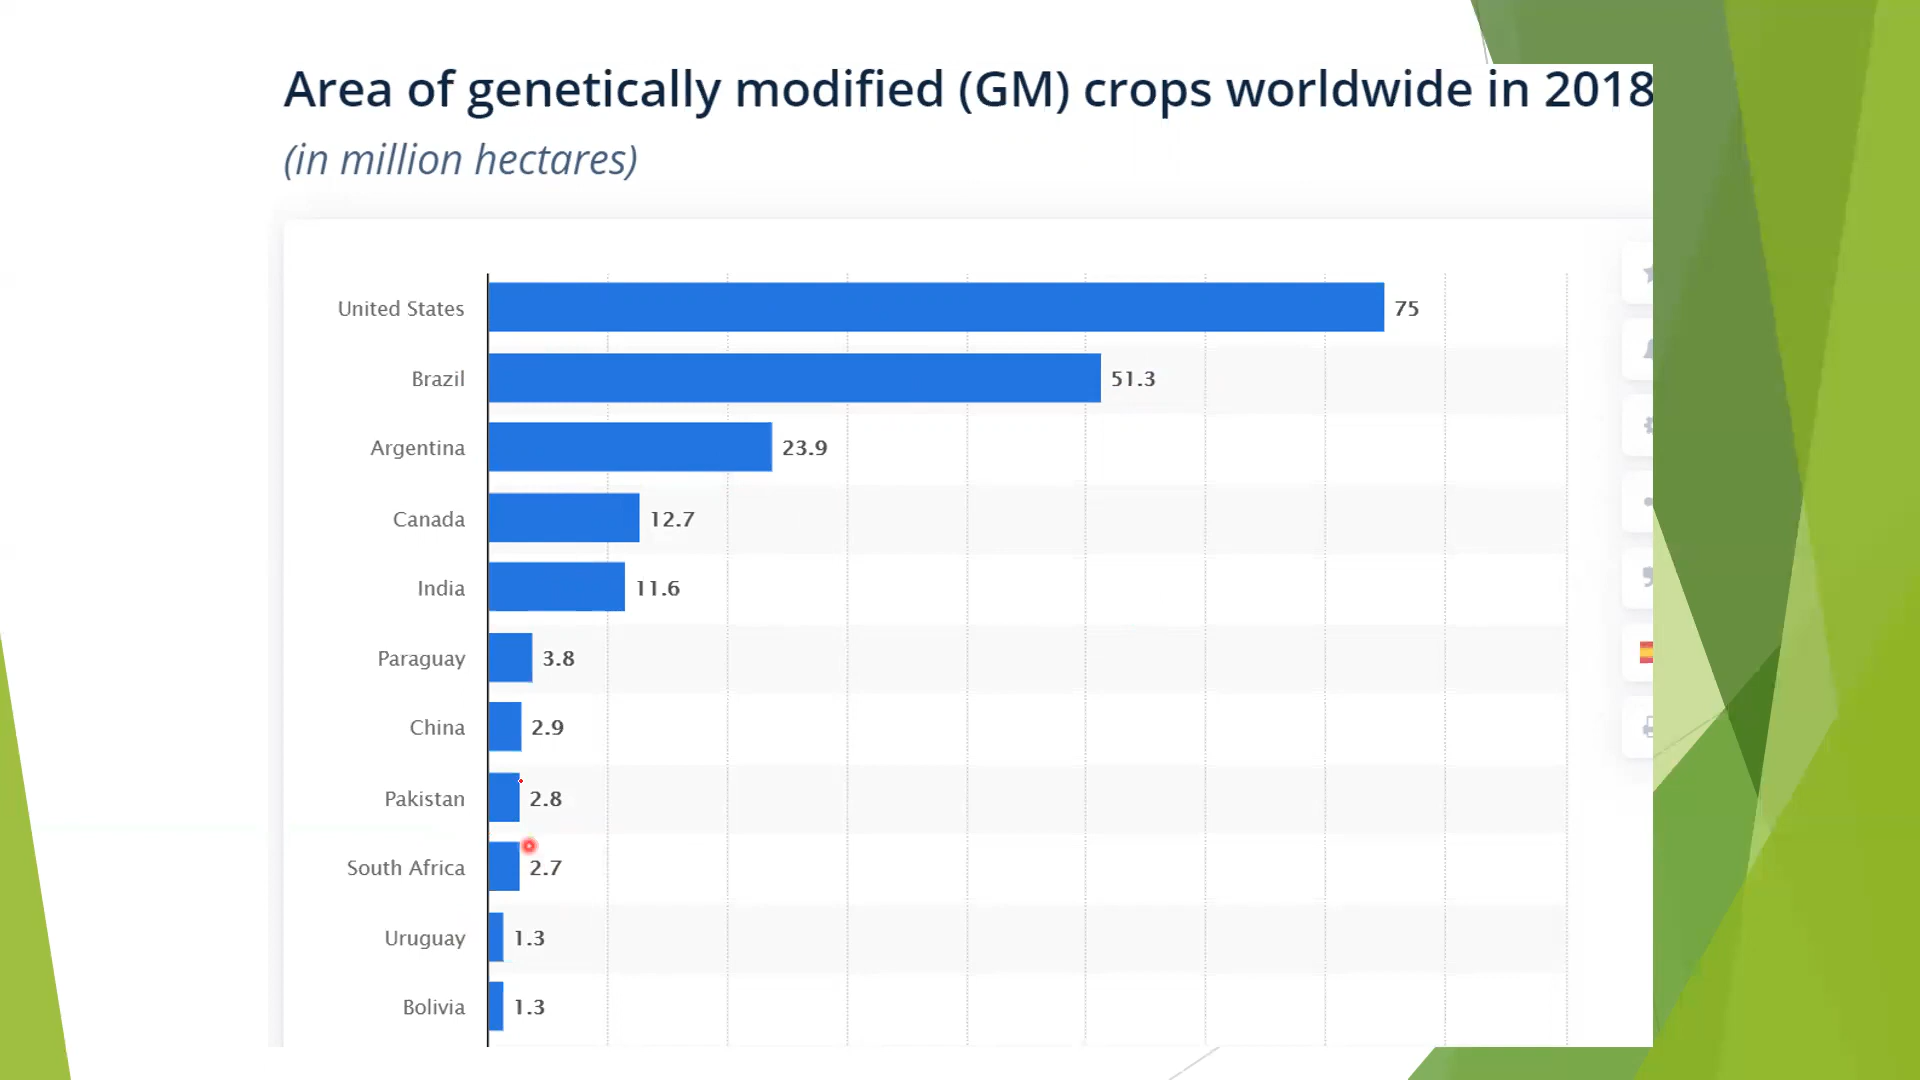 Area of genetically modified (GM) crops worldwide in 2018
(in million hectares)
United States 75
Brazil 51.3
Argentina 23.9
Canada 12.7
India 11.6
Paraguay 3.8
China 2.9
Pakistan 2.8
South Africa 2.7
Uruguay 1.3
Bolivia 1.3